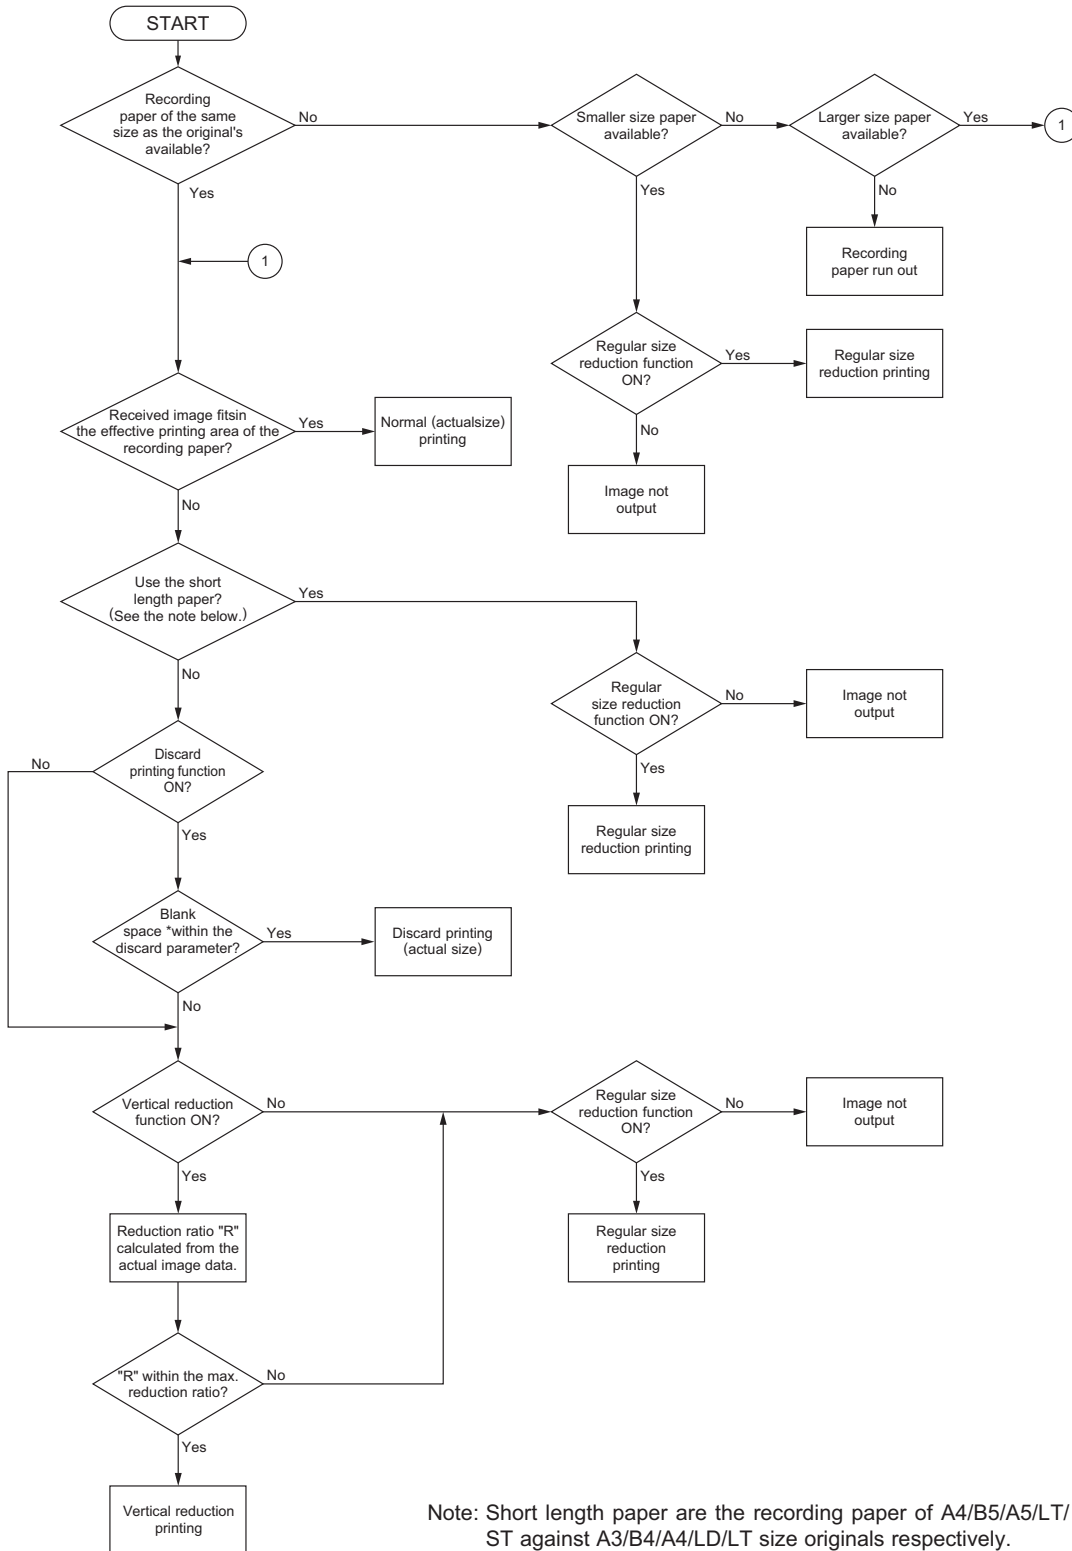 START
Recording
paper of the same
size as the original's
available?
No
Smaller size paper
available?
No
Larger size paper
available?
Yes
1
Yes
Yes
No
Recording
paper run out
1
Regular size
reduction function
ON?
Yes
Regular size
reduction printing
No
Image not
output
Received image fitsin
the effective printing area of the
recording paper?
Yes
Normal (actualsize)
printing
No
Use the short
length paper?
(See the note below.)
Yes
No
Regular
size reduction
function ON?
No
Image not
output
Yes
Regular size
reduction printing
Discard
printing function
ON?
No
Yes
Blank
space *within the
discard parameter?
Yes
Discard printing
(actual size)
No
Vertical reduction
function ON?
No
Regular size
reduction function
ON?
No
Image not
output
Yes
Yes
Regular size
reduction
printing
Reduction ratio "R"
calculated from the
actual image data.
"R" within the max.
reduction ratio?
No
Yes
Vertical reduction
printing
Note: Short length paper are the recording paper of A4/B5/A5/LT/
ST against A3/B4/A4/LD/LT size originals respectively.